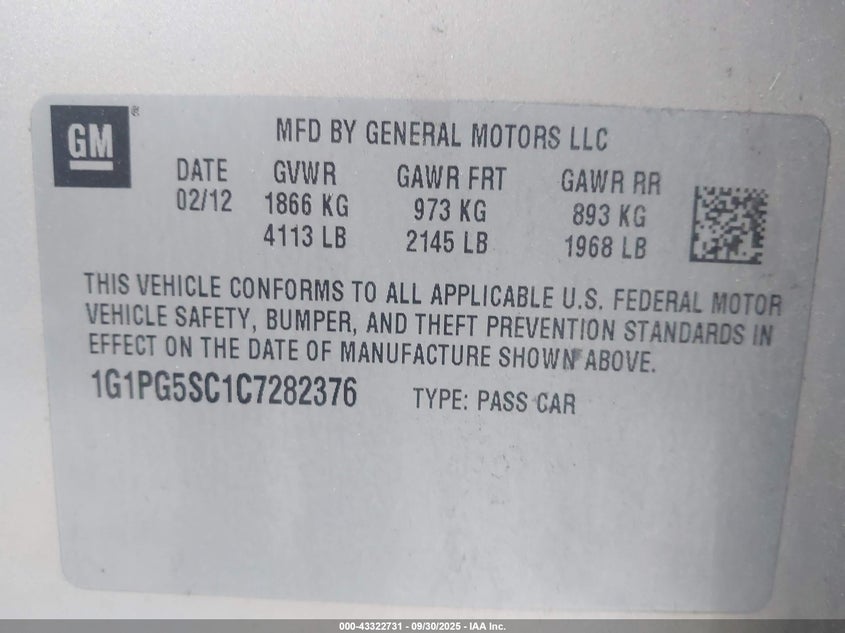 GM ®
MFD BY GENERAL MOTORS LLC
DATE GVWR GAWR FRT GAWR RR
02/12 1866 KG 973 KG 893 KG
4113 LB 2145 LB 1968 LB
THIS VEHICLE CONFORMS TO ALL APPLICABLE U.S. FEDERAL MOTOR
VEHICLE SAFETY, BUMPER, AND THEFT PREVENTION STANDARDS IN
EFFECT ON THE DATE OF MANUFACTURE SHOWN ABOVE.
1G1PG5SC1C7282376 TYPE: PASS CAR
000-43322731 - 09/30/2025 - IAA Inc.